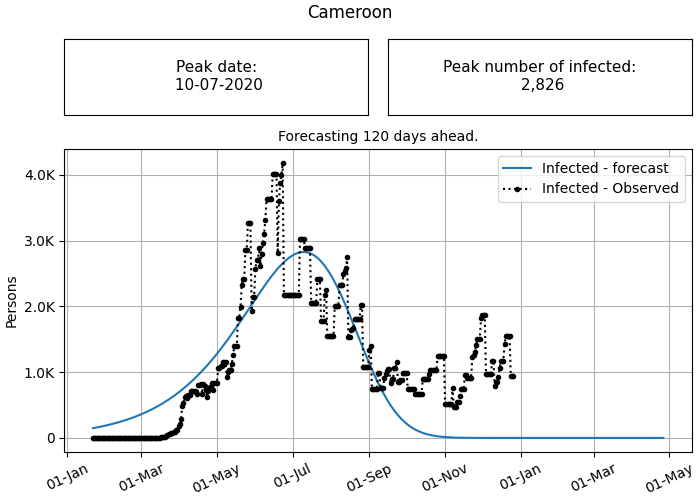 Cameroon
Peak date:
10-07-2020
Peak number of infected:
2,826
Forecasting 120 days ahead.
Infected - forecast
Infected - Observed
4.0K
3.0K
2.0K
1.0K
0
Persons
01-Jan
01-Mar
01-May
01-Jul
01-Sep
01-Nov
01-Jan
01-Mar
01-May